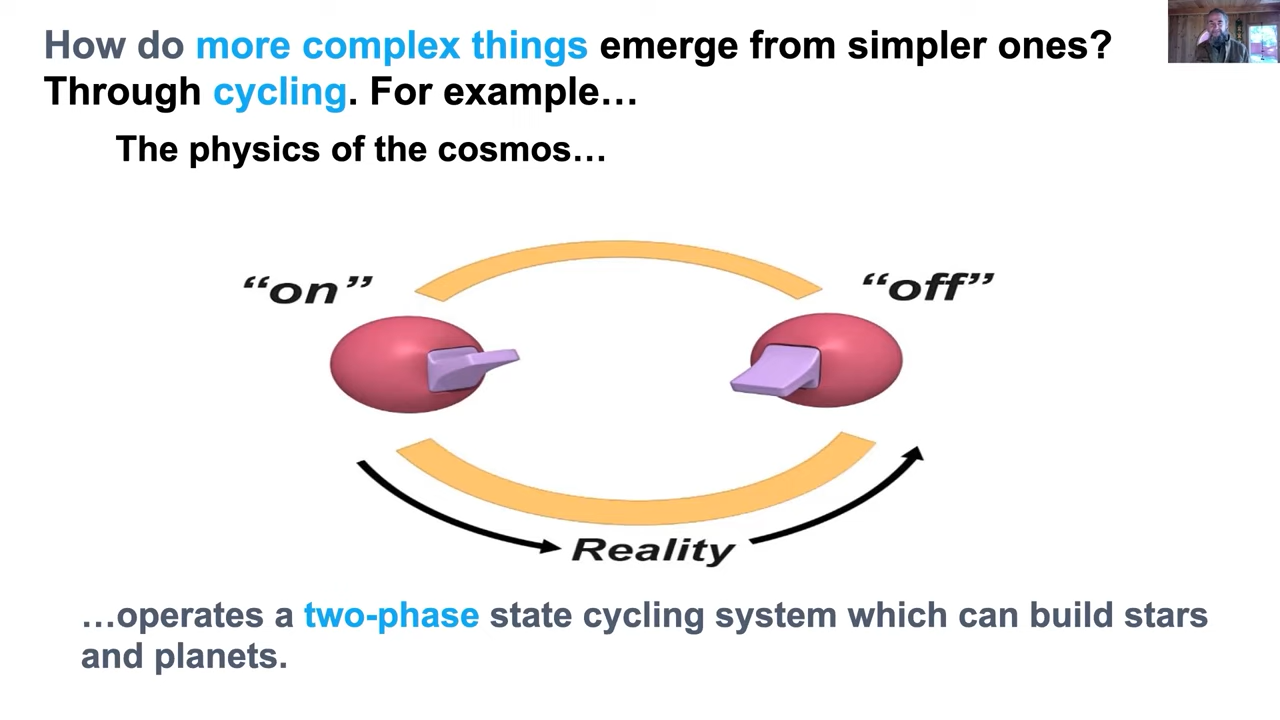 How do more complex things emerge from simpler ones?
Through cycling. For example…
The physics of the cosmos…
“on”
“off”
Reality
…operates a two-phase state cycling system which can build stars
and planets.